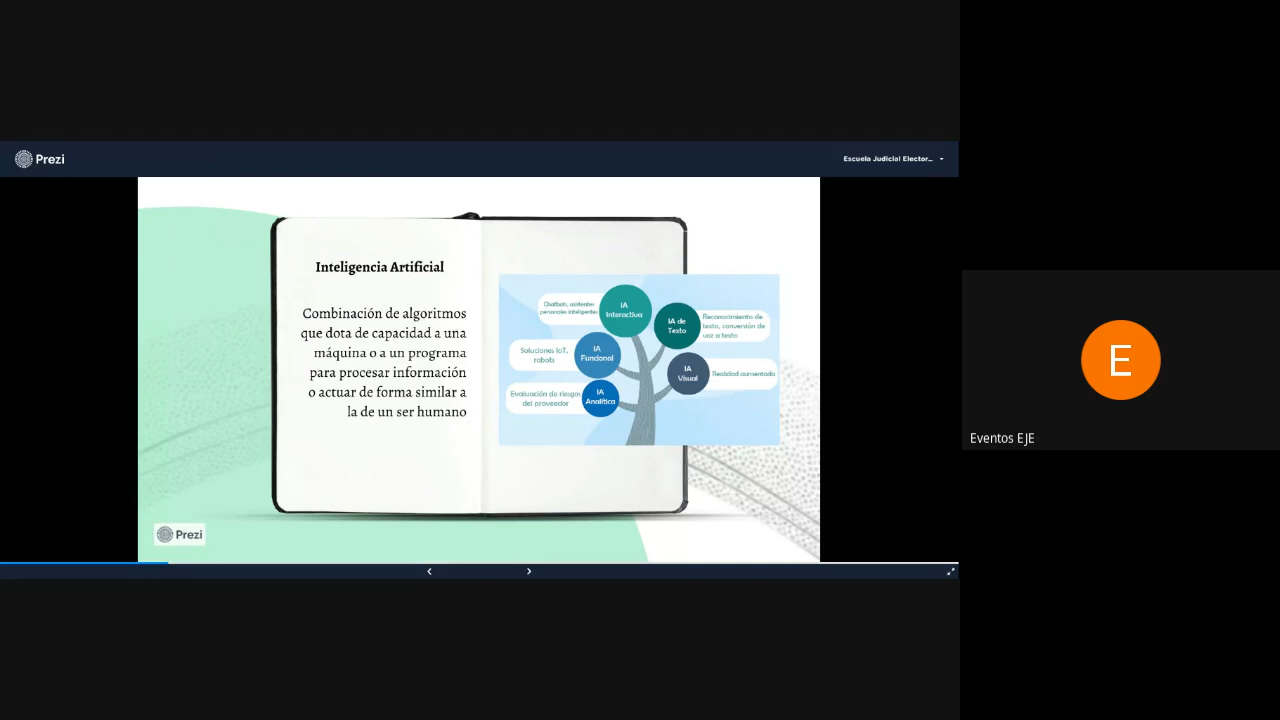 Prezi
Escuela Judicial Elector...
Inteligencia Artificial
Combinación de algoritmos
que dota de capacidad a una
máquina o a un programa
para procesar información
o actuar de forma similar a
la de un ser humano
Chatbots, asistentes
personales inteligentes
IA
Interactiva
IA de
Texto
Reconocimiento de
texto, conversión de
voz a texto
Soluciones IoT,
robots
IA
Funcional
IA
Visual
Realidad aumentada
Evaluación de riesgos
del proveedor
IA
Analítica
Prezi
E
Eventos EJE